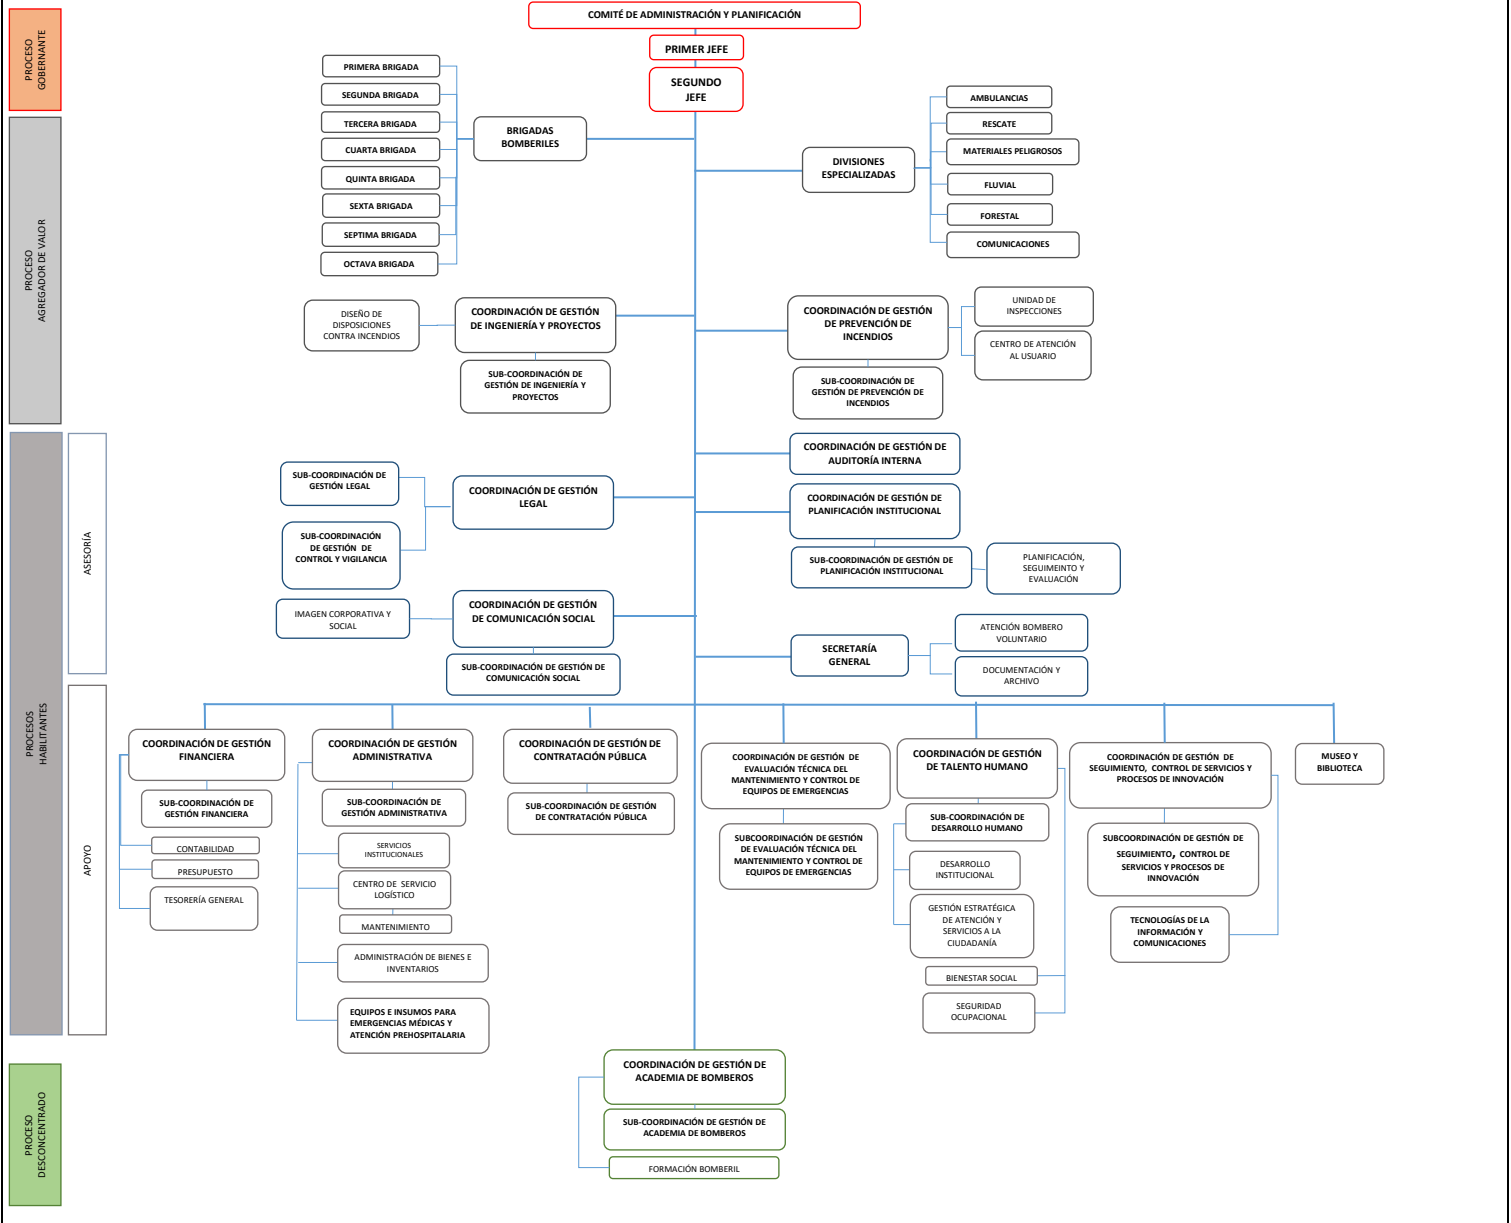 COMITÉ DE ADMINISTRACIÓN Y PLANIFICACIÓN
PRIMER JEFE
SEGUNDO
JEFE
PROCESO
GOBERNANTE
PRIMERA BRIGADA
SEGUNDA BRIGADA
TERCERA BRIGADA
CUARTA BRIGADA
QUINTA BRIGADA
SEXTA BRIGADA
SEPTIMA BRIGADA
OCTAVA BRIGADA
BRIGADAS
BOMBERILES
DIVISIONES
ESPECIALIZADAS
AMBULANCIAS
RESCATE
MATERIALES PELIGROSOS
FLUVIAL
FORESTAL
COMUNICACIONES
PROCESO
AGREGADOR DE VALOR
DISEÑO DE
DISPOSICIONES
CONTRA INCENDIOS
COORDINACIÓN DE GESTIÓN
DE INGENIERÍA Y PROYECTOS
SUB-COORDINACIÓN DE
GESTIÓN DE INGENIERÍA Y
PROYECTOS
COORDINACIÓN DE GESTIÓN
DE PREVENCIÓN DE
INCENDIOS
SUB-COORDINACIÓN DE
GESTIÓN DE PREVENCIÓN DE
INCENDIOS
UNIDAD DE
INSPECCIONES
CENTRO DE ATENCIÓN
AL USUARIO
PROCESOS
HABILITANTES
ASESORÍA
SUB-COORDINACIÓN DE
GESTIÓN LEGAL
SUB-COORDINACIÓN
DE GESTIÓN  DE
CONTROL Y VIGILANCIA
COORDINACIÓN DE GESTIÓN
LEGAL
COORDINACIÓN DE GESTIÓN DE
AUDITORÍA INTERNA
COORDINACIÓN DE GESTIÓN DE
PLANIFICACIÓN INSTITUCIONAL
SUB-COORDINACIÓN DE GESTIÓN DE
PLANIFICACIÓN INSTITUCIONAL
PLANIFICACIÓN,
SEGUIMEINTO Y
EVALUACIÓN
IMAGEN CORPORATIVA Y
SOCIAL
COORDINACIÓN DE GESTIÓN
DE COMUNICACIÓN SOCIAL
SUB-COORDINACIÓN DE GESTIÓN DE
COMUNICACIÓN SOCIAL
SECRETARÍA
GENERAL
ATENCIÓN BOMBERO
VOLUNTARIO
DOCUMENTACIÓN Y
ARCHIVO
APOYO
COORDINACIÓN DE GESTIÓN
FINANCIERA
SUB-COORDINACIÓN DE
GESTIÓN FINANCIERA
CONTABILIDAD
PRESUPUESTO
TESORERÍA GENERAL
COORDINACIÓN DE GESTIÓN
ADMINISTRATIVA
SUB-COORDINACIÓN DE
GESTIÓN ADMINISTRATIVA
SERVICIOS
INSTITUCIONALES
CENTRO DE  SERVICIO
LOGÍSTICO
MANTENIMIENTO
ADMINISTRACIÓN DE BIENES E
INVENTARIOS
EQUIPOS E INSUMOS PARA
EMERGENCIAS MÉDICAS Y
ATENCIÓN PREHOSPITALARIA
COORDINACIÓN DE GESTIÓN DE
CONTRATACIÓN PÚBLICA
SUB-COORDINACIÓN DE GESTIÓN
DE CONTRATACIÓN PÚBLICA
COORDINACIÓN DE GESTIÓN  DE
EVALUACIÓN TÉCNICA DEL
MANTENIMIENTO Y CONTROL DE
EQUIPOS DE EMERGENCIAS
SUBCOORDINACIÓN DE GESTIÓN
DE EVALUACIÓN TÉCNICA DEL
MANTENIMIENTO Y CONTROL DE
EQUIPOS DE EMERGENCIAS
COORDINACIÓN DE GESTIÓN
DE TALENTO HUMANO
SUB-COORDINACIÓN DE
DESARROLLO HUMANO
DESARROLLO
INSTITUCIONAL
GESTIÓN ESTRATÉGICA
DE ATENCIÓN Y
SERVICIOS A LA
CIUDADANÍA
BIENESTAR SOCIAL
SEGURIDAD
OCUPACIONAL
COORDINACIÓN DE GESTIÓN  DE
SEGUIMIENTO, CONTROL DE SERVICIOS Y
PROCESOS DE INNOVACIÓN
SUBCOORDINACIÓN DE GESTIÓN DE
SEGUIMIENTO, CONTROL DE
SERVICIOS Y PROCESOS DE
INNOVACIÓN
TECNOLOGÍAS DE LA
INFORMACIÓN Y
COMUNICACIONES
MUSEO Y
BIBLIOTECA
PROCESO
DESCONCENTRADO
COORDINACIÓN DE GESTIÓN DE
ACADEMIA DE BOMBEROS
SUB-COORDINACIÓN DE GESTIÓN DE
ACADEMIA DE BOMBEROS
FORMACIÓN BOMBERIL